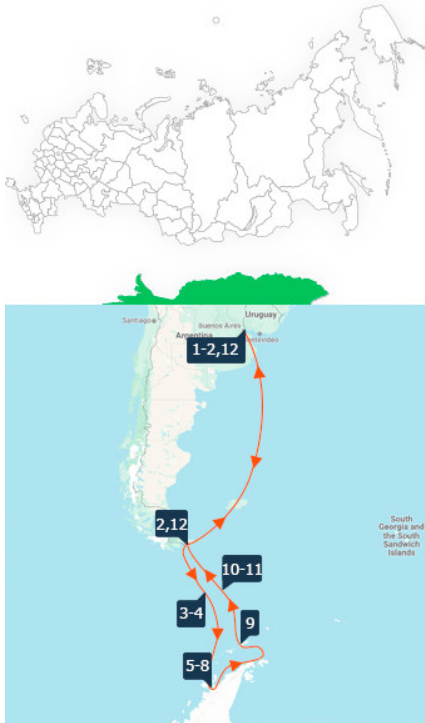 Uruguay
Santiago
Buenos Aires
Argentina
1-2,12
2,12
South
Georgia and
the South
Sandwich
Islands
10-11
3-4
9
5-8